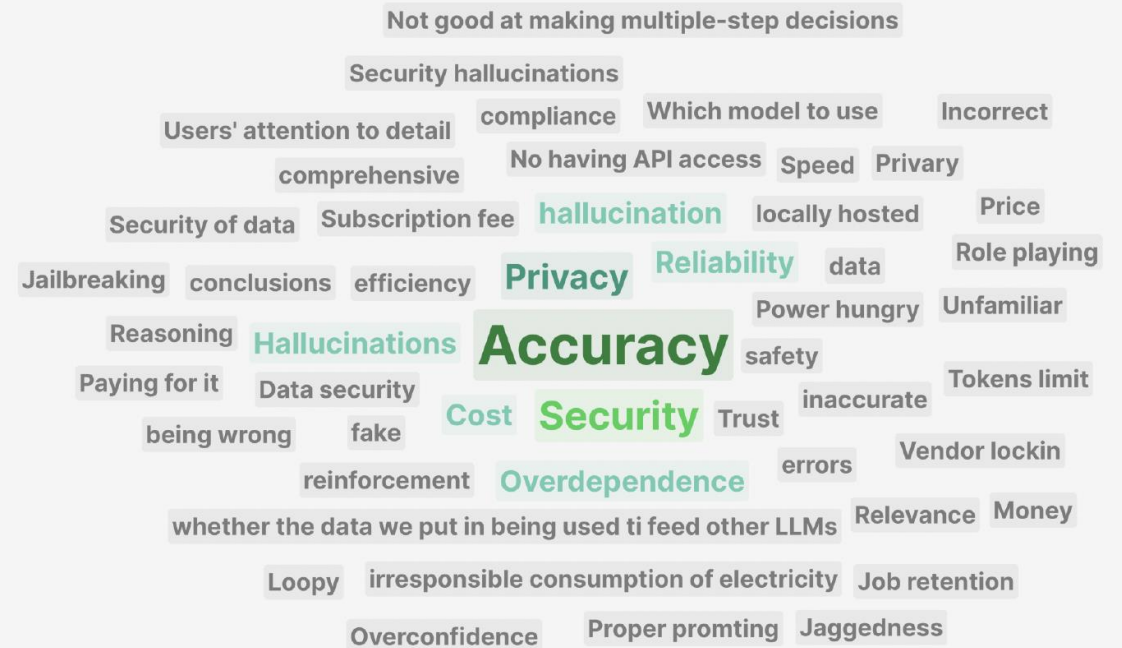 Not good at making multiple-step decisions
Security hallucinations
Users' attention to detail
compliance
Which model to use
Incorrect
comprehensive
No having API access
Speed
Privary
Security of data
Subscription fee
hallucination
locally hosted
Price
Jailbreaking
conclusions
efficiency
Privacy
Reliability
data
Role playing
Power hungry
Unfamiliar
Reasoning
Hallucinations
Accuracy
safety
Paying for it
Data security
Tokens limit
inaccurate
being wrong
fake
Cost
Security
Trust
Vendor lockin
reinforcement
Overdependence
errors
whether the data we put in being used ti feed other LLMs
Relevance
Money
Loopy
irresponsible consumption of electricity
Job retention
Overconfidence
Proper promting
Jaggedness